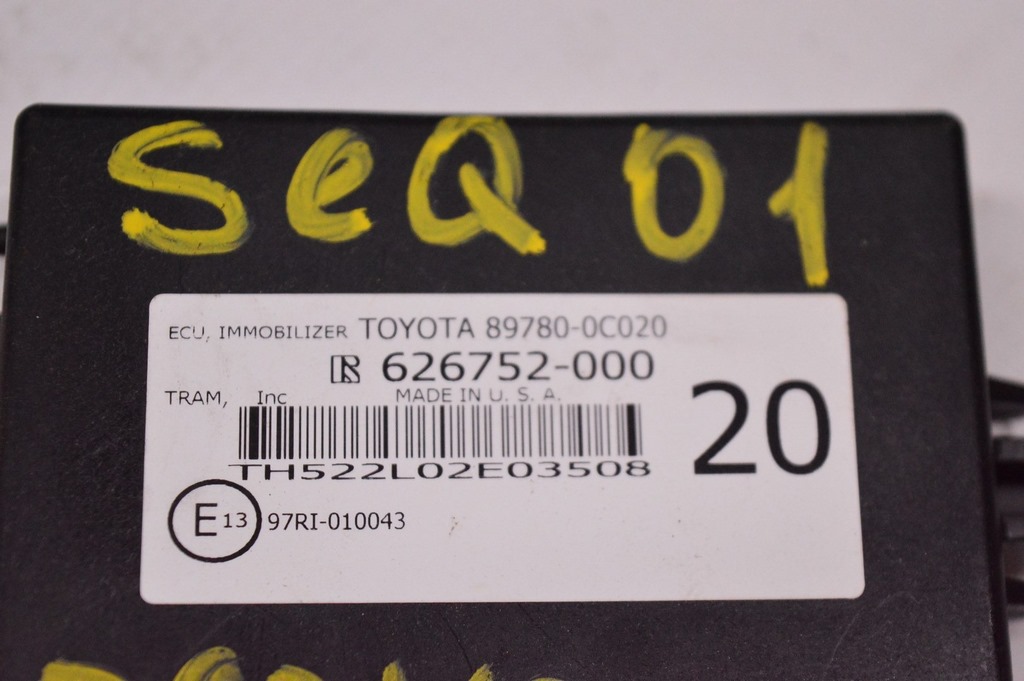 SeQ 01
ECU, IMMOBILIZER TOYOTA 89780-0C020
626752-000
TRAM, Inc MADE IN U. S. A.
20
TH522L02E03508
E13 97RI-010043